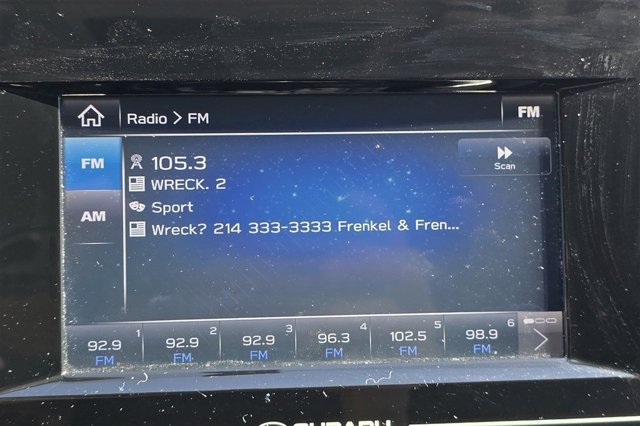 Radio > FM
FM
FM
105.3
Scan
WRECK. 2
AM
Sport
Wreck? 214 333-3333 Frenkel & Fren...
1 2 3 4 5 6
92.9 92.9 92.9 96.3 102.5 98.9
FM FM FM FM FM FM
SUBARU